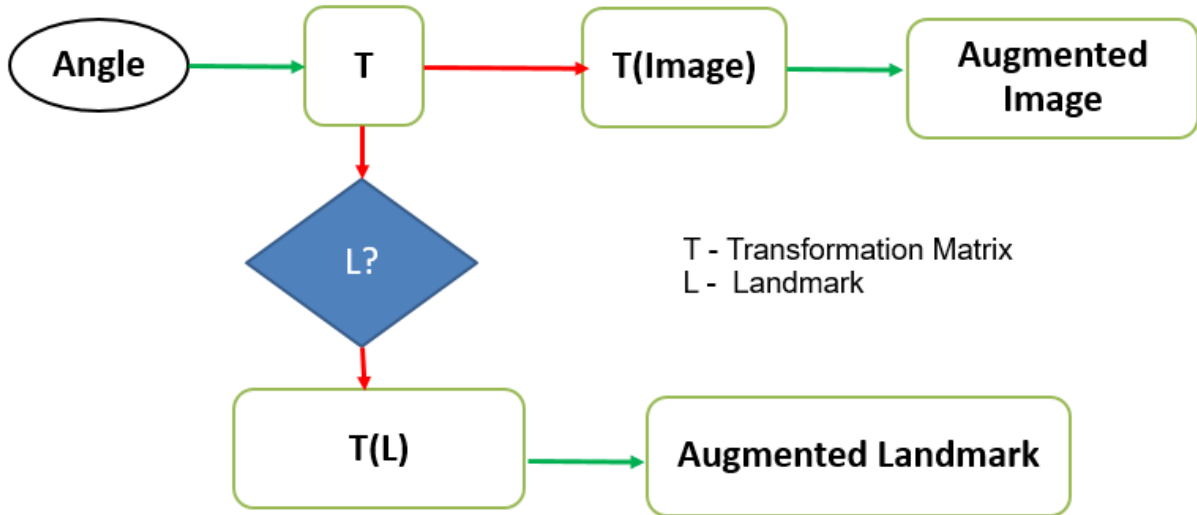 Angle
T
T(Image)
Augmented
Image
L?
T - Transformation Matrix
L - Landmark
T(L)
Augmented Landmark